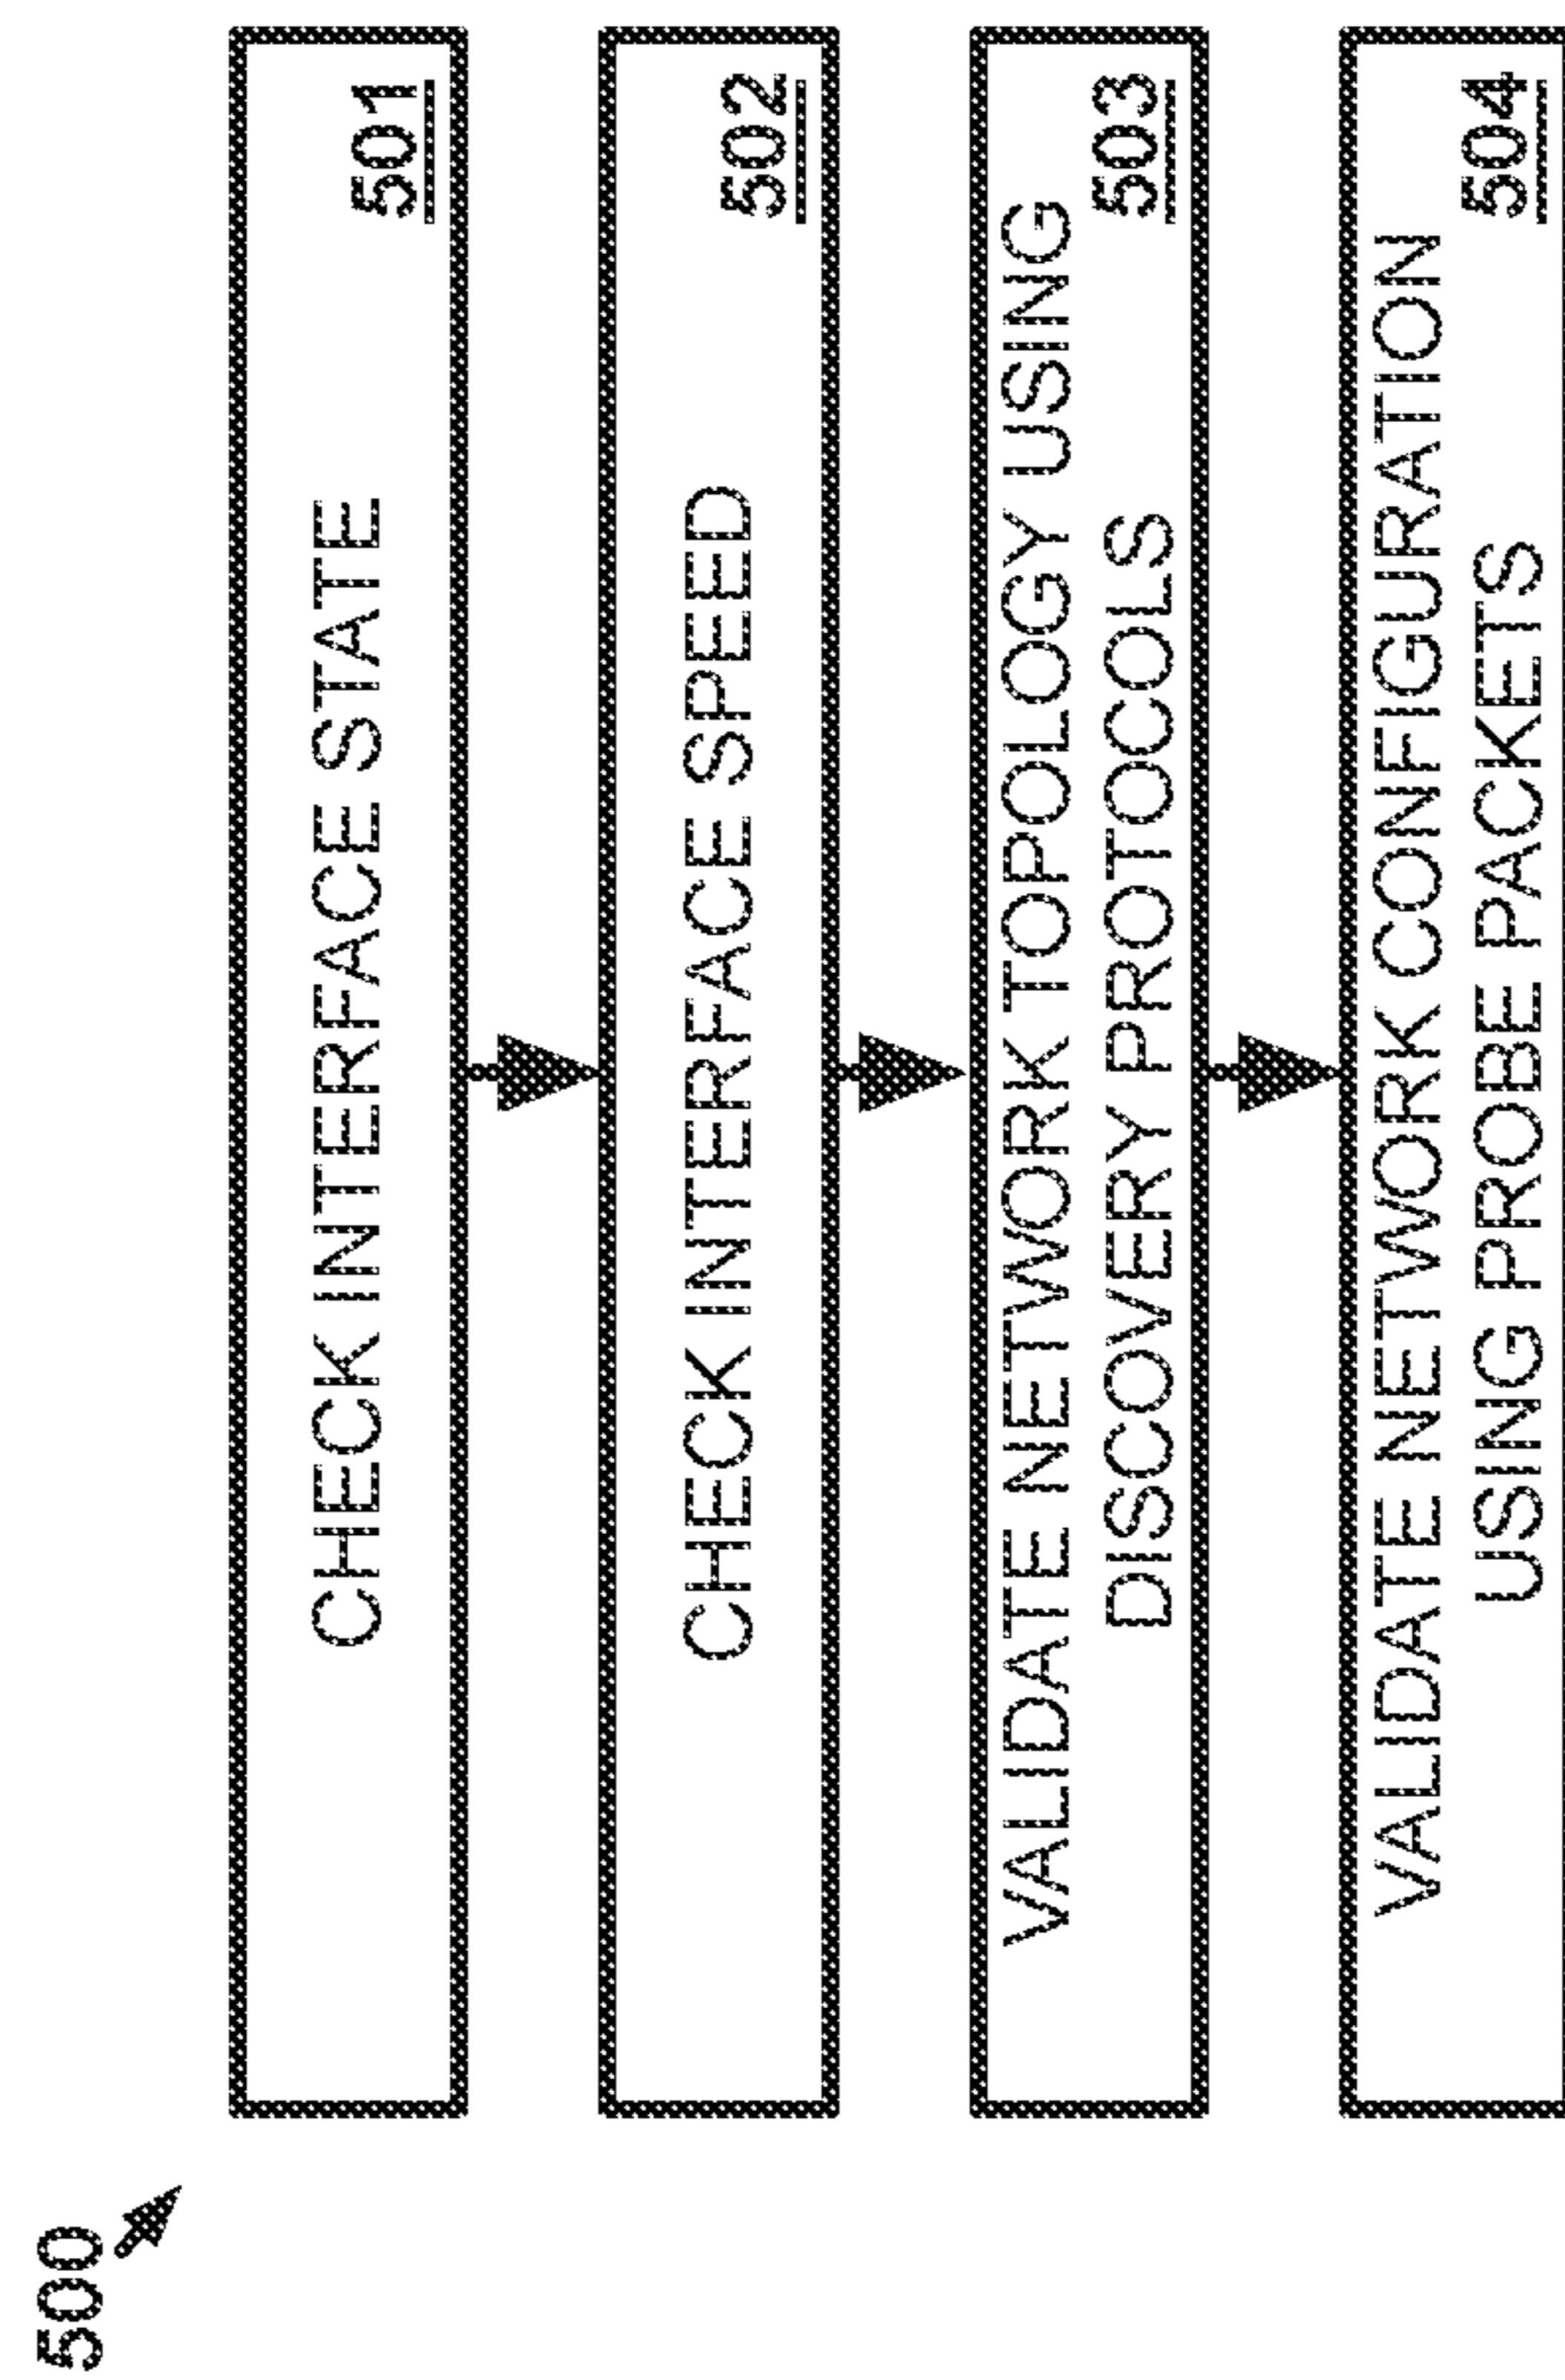 500
CHECK INTERFACE STATE
501
CHECK INTERFACE SPEED
502
VALIDATE NETWORK TOPOLOGY USING
DISCOVERY PROTOCOLS
503
VALIDATE NETWORK CONFIGURATION
USING PROBE PACKETS
504